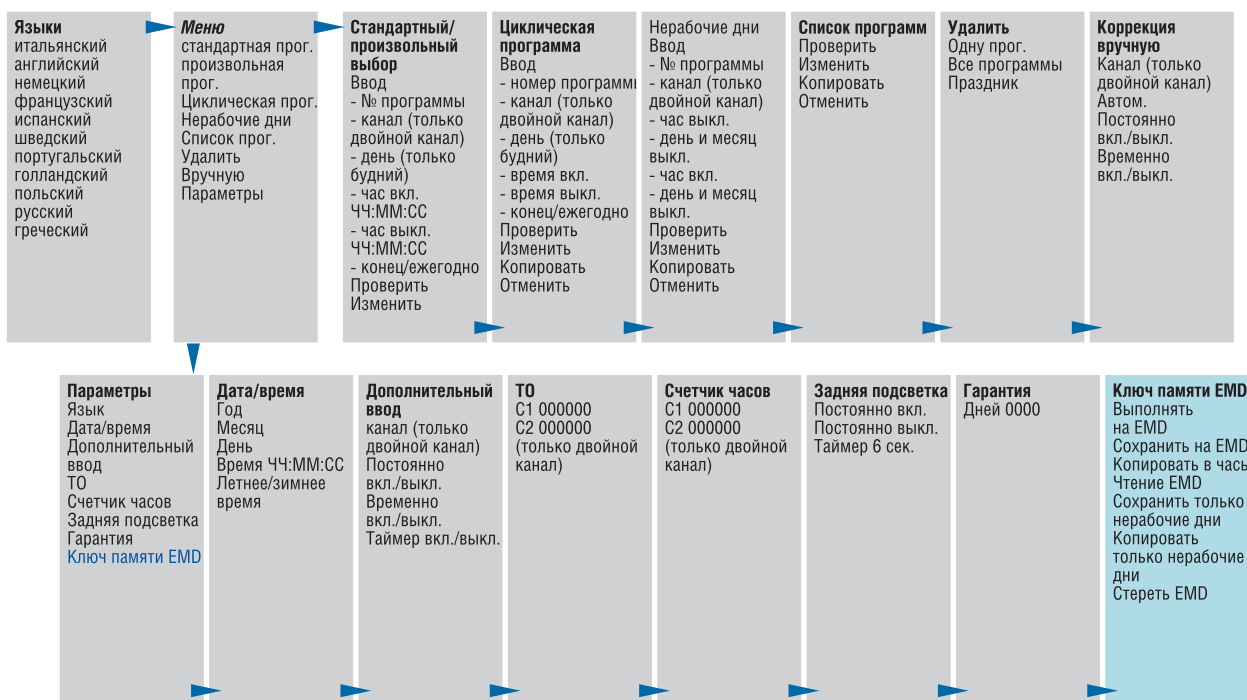 Языки
итальянский
английский
немецкий
французский
испанский
шведский
португальский
голландский
польский
русский
греческий
Меню
стандартная прог.
произвольная
прог.
Циклическая прог.
Нерабочие дни
Список прог.
Удалить
Вручную
Параметры
Стандартный/
произвольный
выбор
Ввод
- № программы
- канал (только
двойной канал)
- день (только
будний)
- час вкл.
ЧЧ:ММ:СС
- час выкл.
ЧЧ:ММ:СС
- конец/ежегодно
Проверить
Изменить
Циклическая
программа
Ввод
- номер программы
- канал (только
двойной канал)
- день (только
будний)
- время вкл.
- время выкл.
- конец/ежегодно
Проверить
Изменить
Копировать
Отменить
Нерабочие дни
Ввод
- № программы
- канал (только
двойной канал)
- час выкл.
- день и месяц
выкл.
- час вкл.
- день и месяц
выкл.
Проверить
Изменить
Копировать
Отменить
Список программ
Проверить
Изменить
Копировать
Отменить
Удалить
Одну прог.
Все программы
Праздник
Коррекция
вручную
Канал (только
двойной канал)
Автом.
Постоянно
вкл./выкл.
Временно
вкл./выкл.
Параметры
Язык
Дата/время
Дополнительный
ввод
ТО
Счетчик часов
Задняя подсветка
Гарантия
Ключ памяти EMD
Дата/время
Год
Месяц
День
Время ЧЧ:ММ:СС
Летнее/зимнее
время
Дополнительный
ввод
канал (только
двойной канал)
Постоянно
вкл./выкл.
Временно
вкл./выкл.
Таймер вкл./выкл.
ТО
С1 000000
С2 000000
(только двойной
канал)
Счетчик часов
С1 000000
С2 000000
(только двойной
канал)
Задняя подсветка
Постоянно вкл.
Постоянно выкл.
Таймер 6 сек.
Гарантия
Дней 0000
Ключ памяти EMD
Выполнять
на EMD
Сохранить на EMD
Копировать в часы
Чтение EMD
Сохранить только
нерабочие дни
Копировать
только нерабочие
дни
Стереть EMD